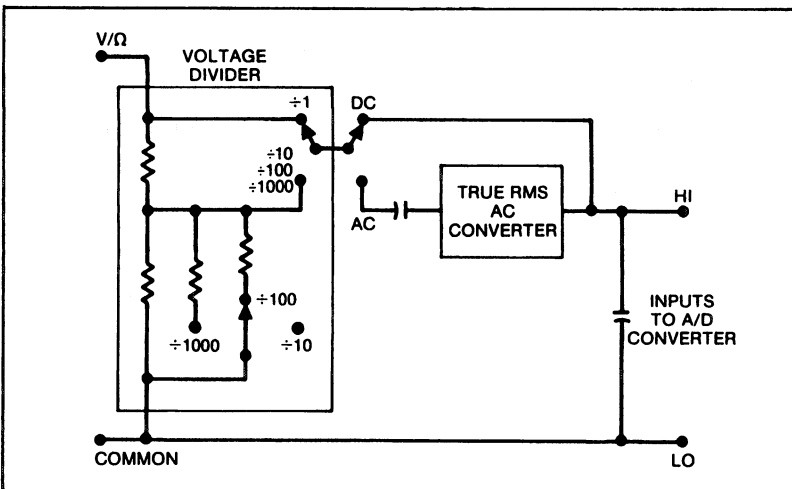 V/Ω
VOLTAGE
DIVIDER
÷1
DC
÷10
÷100
÷1000
AC
TRUE RMS
AC
CONVERTER
HI
÷100
÷1000
÷10
INPUTS
TO A/D
CONVERTER
COMMON
LO